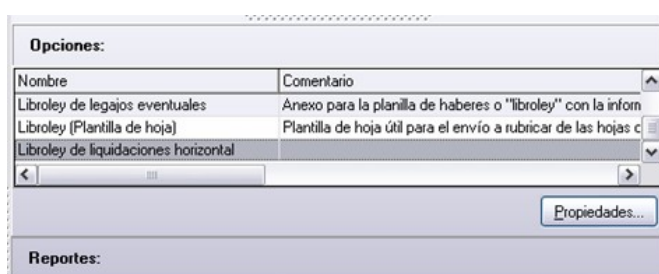 Opciones:
Nombre Comentario
Libroley de legajos eventuales Anexo para la planilla de haberes o "libroley" con la inform
Libroley (Plantilla de hoja) Plantilla de hoja útil para el envío a rubricar de las hojas c
Libroley de liquidaciones horizontal
Propiedades...
Reportes: